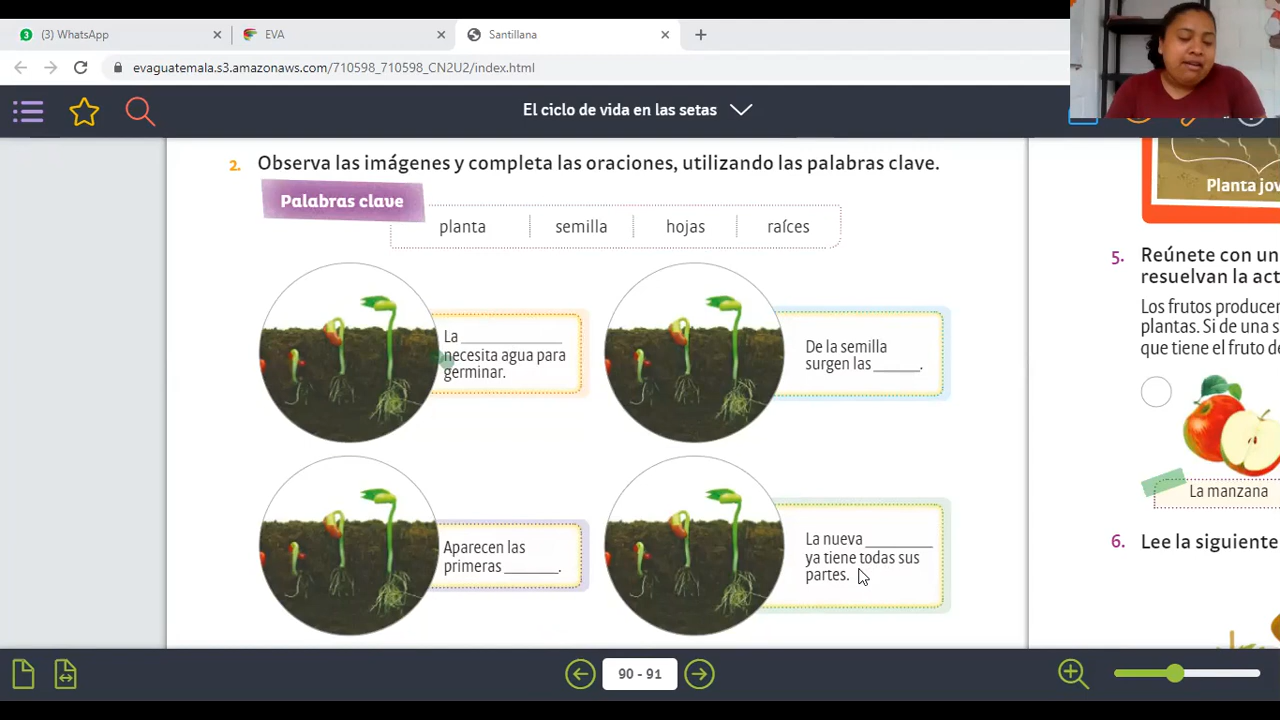 (3) WhatsApp
EVA
Santillana
evaguatemala.s3.amazonaws.com/710598_710598_CN2U2/index.html
El ciclo de vida en las setas
2. Observa las imágenes y completa las oraciones, utilizando las palabras clave.
Palabras clave
planta
semilla
hojas
raíces
La ____________
necesita agua para
germinar.
De la semilla
surgen las ______.
Aparecen las
primeras _______.
La nueva _________
ya tiene todas sus
partes.
Planta jov
5. Reúnete con un
resuelvan la act
Los frutos producer
plantas. Si de una s
que tiene el fruto de
La manzana
6. Lee la siguiente
90 - 91